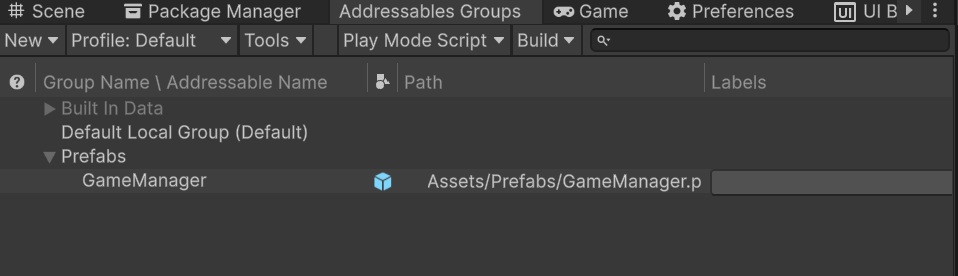 Scene Package Manager Addressables Groups Game Preferences UI UI B
New Profile: Default Tools Play Mode Script Build
Group Name \ Addressable Name Path Labels
Built In Data
Default Local Group (Default)
Prefabs
GameManager Assets/Prefabs/GameManager.p